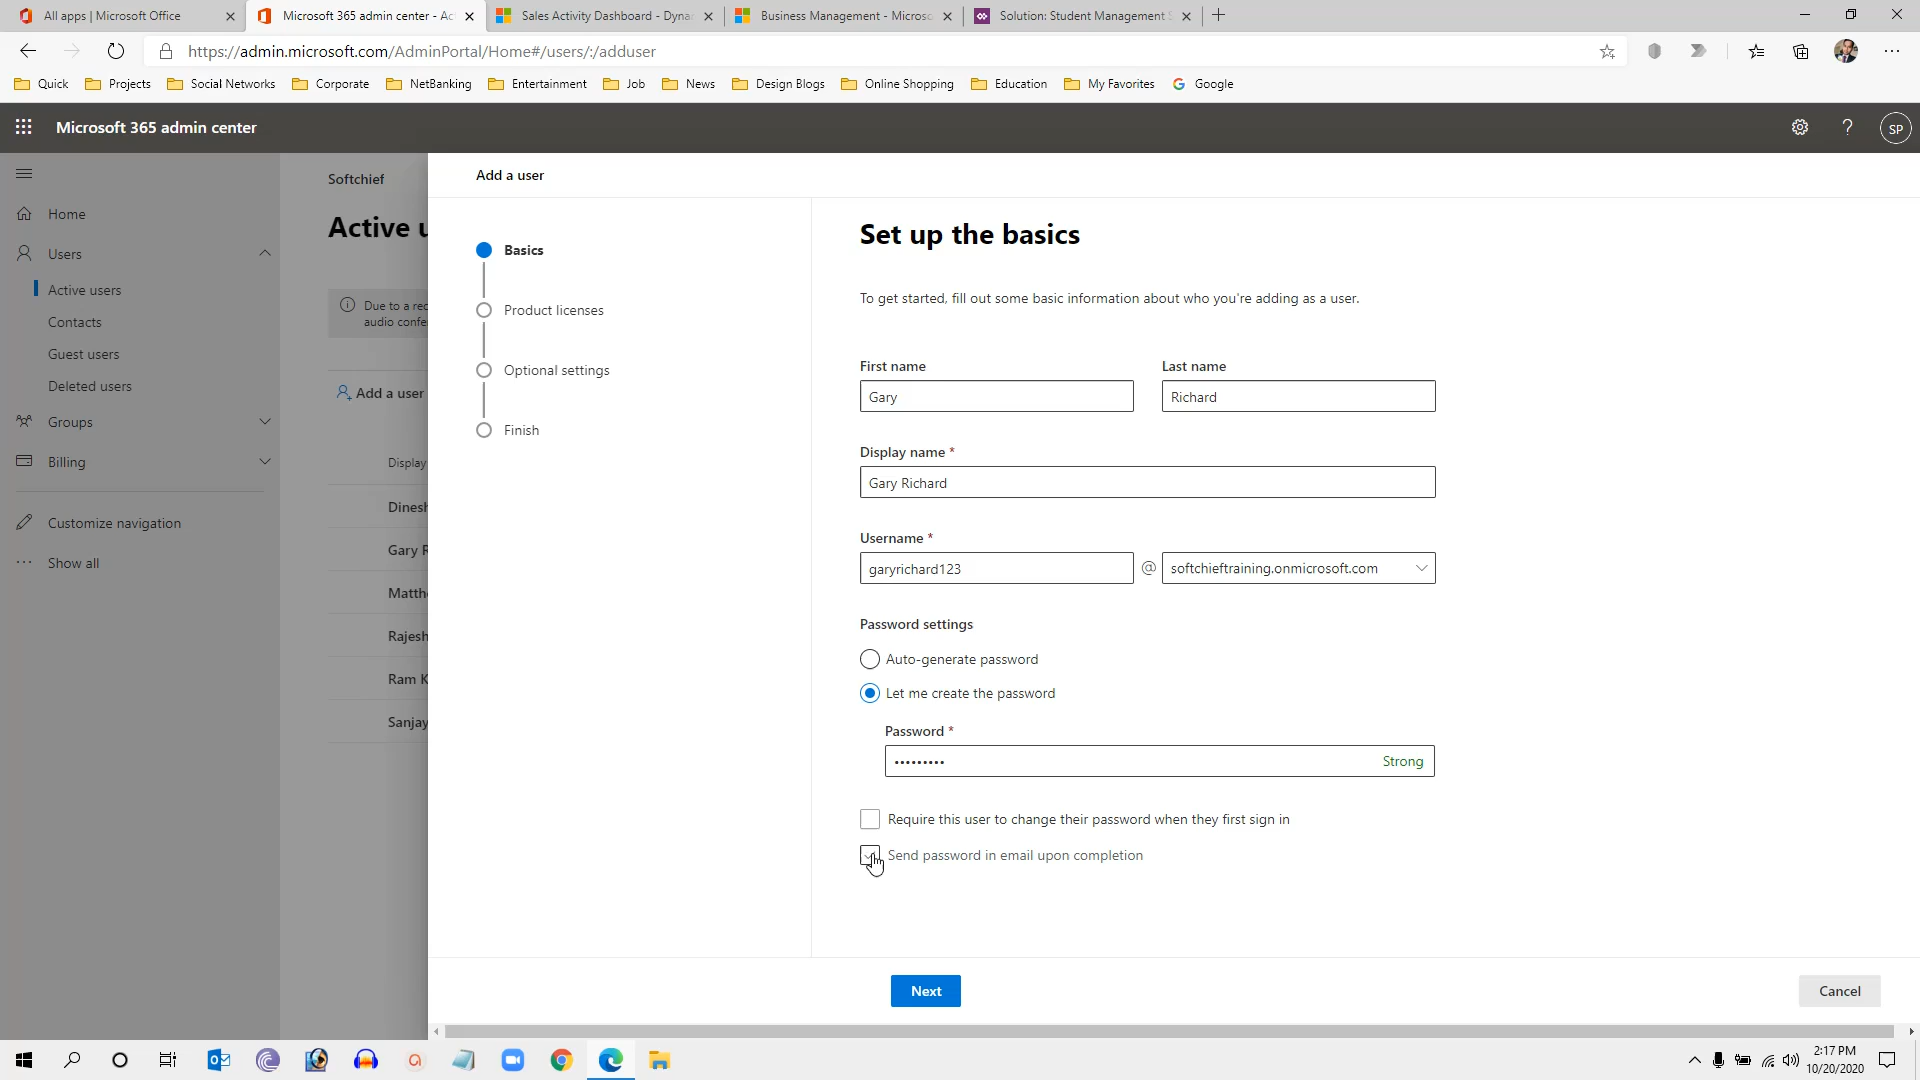 All apps | Microsoft Office
Microsoft 365 admin center - Ac
Sales Activity Dashboard - Dyna
Business Management - Microso
Solution: Student Management S
https://admin.microsoft.com/AdminPortal/Home#/users/:/adduser
Quick
Projects
Social Networks
Corporate
NetBanking
Entertainment
Job
News
Design Blogs
Online Shopping
Education
My Favorites
Google
Microsoft 365 admin center
?
SP
Home
Users
Active users
Contacts
Guest users
Deleted users
Groups
Billing
Customize navigation
Show all
Softchief
Active u
Due to a rec
audio confe
Add a user
Display
Dinesh
Gary R
Matthe
Rajesh
Ram K
Sanjay
Add a user
Basics
Product licenses
Optional settings
Finish
Set up the basics
To get started, fill out some basic information about who you're adding as a user.
First name
Last name
Gary
Richard
Display name *
Gary Richard
Username *
garyrichard123
@
softchieftraining.onmicrosoft.com
Password settings
Auto-generate password
Let me create the password
Password *
•••••••••
Strong
Require this user to change their password when they first sign in
Send password in email upon completion
Next
Cancel
2:17 PM
10/20/2020